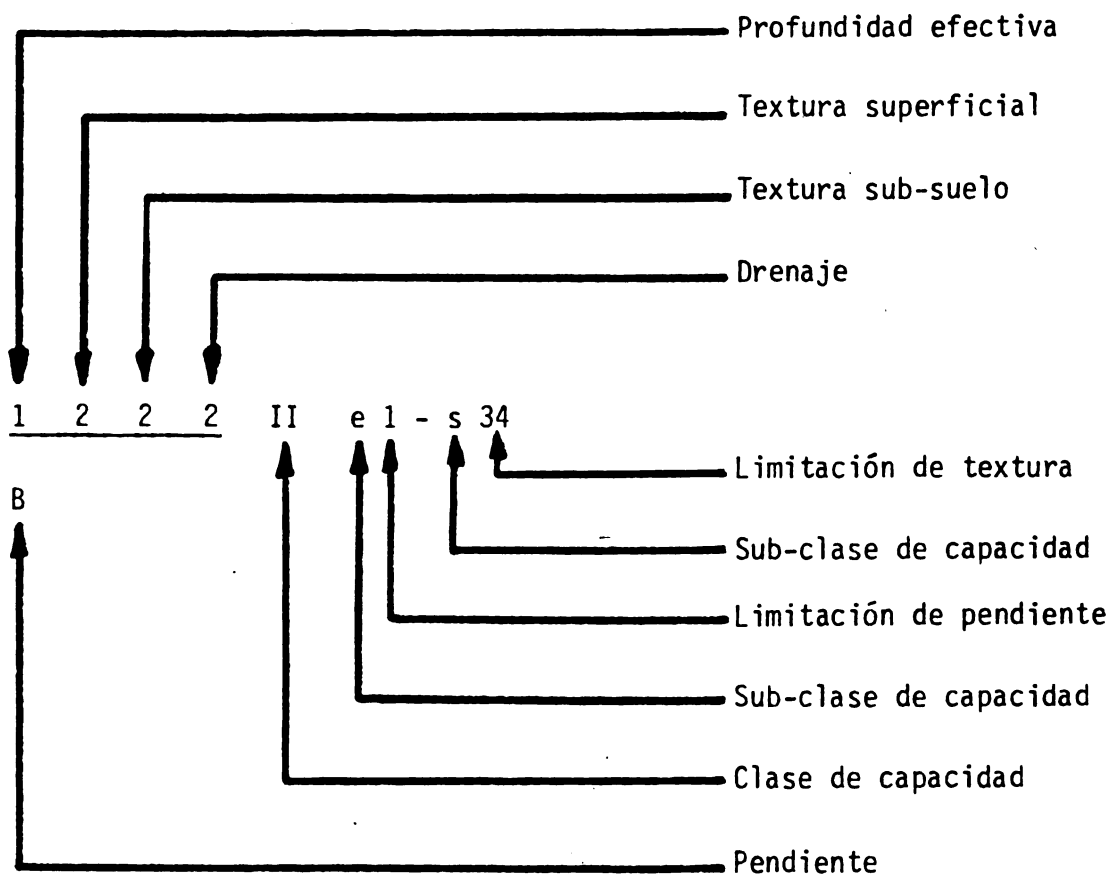 Profundidad efectiva
Textura superficial
Textura sub-suelo
Drenaje
1 2 2 2 II e 1 - s 34
B
Limitación de textura
Sub-clase de capacidad
Limitación de pendiente
Sub-clase de capacidad
Clase de capacidad
Pendiente